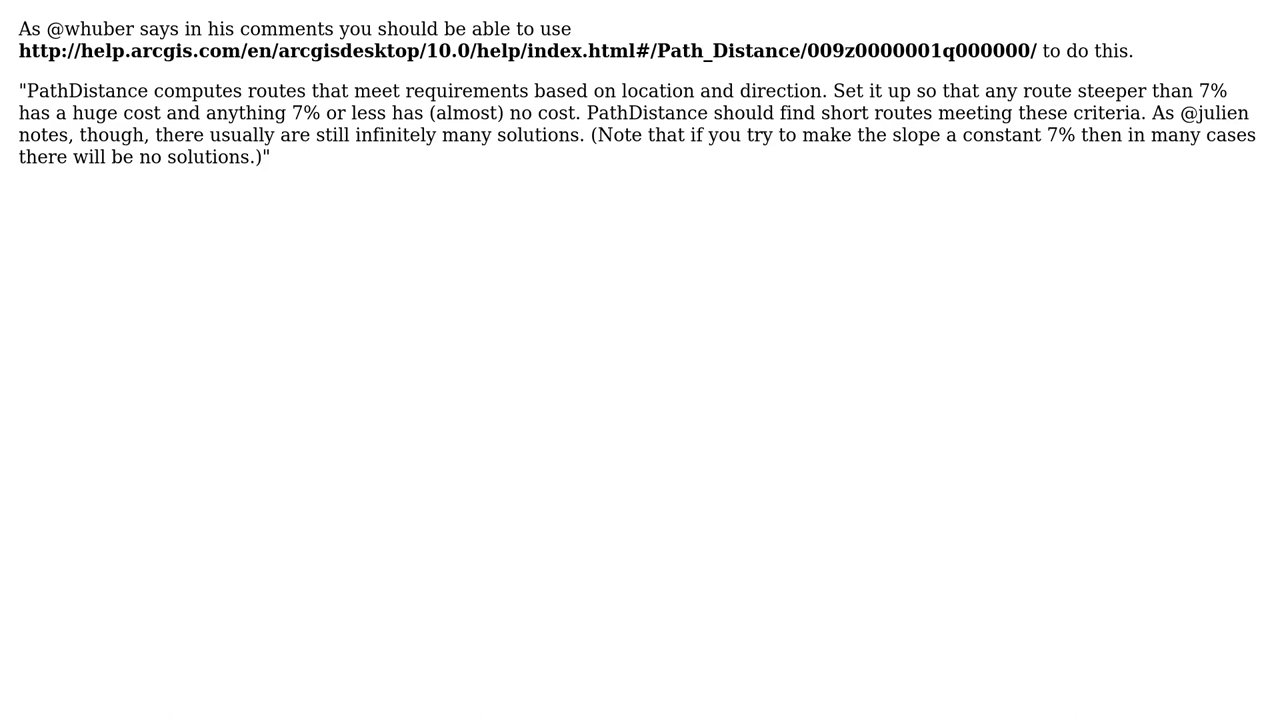 As @whuber says in his comments you should be able to use
http://help.arcgis.com/en/arcgisdesktop/10.0/help/index.html#/Path_Distance/009z0000001q000000/ to do this.
"PathDistance computes routes that meet requirements based on location and direction. Set it up so that any route steeper than 7%
has a huge cost and anything 7% or less has (almost) no cost. PathDistance should find short routes meeting these criteria. As @julien
notes, though, there usually are still infinitely many solutions. (Note that if you try to make the slope a constant 7% then in many cases
there will be no solutions.)"